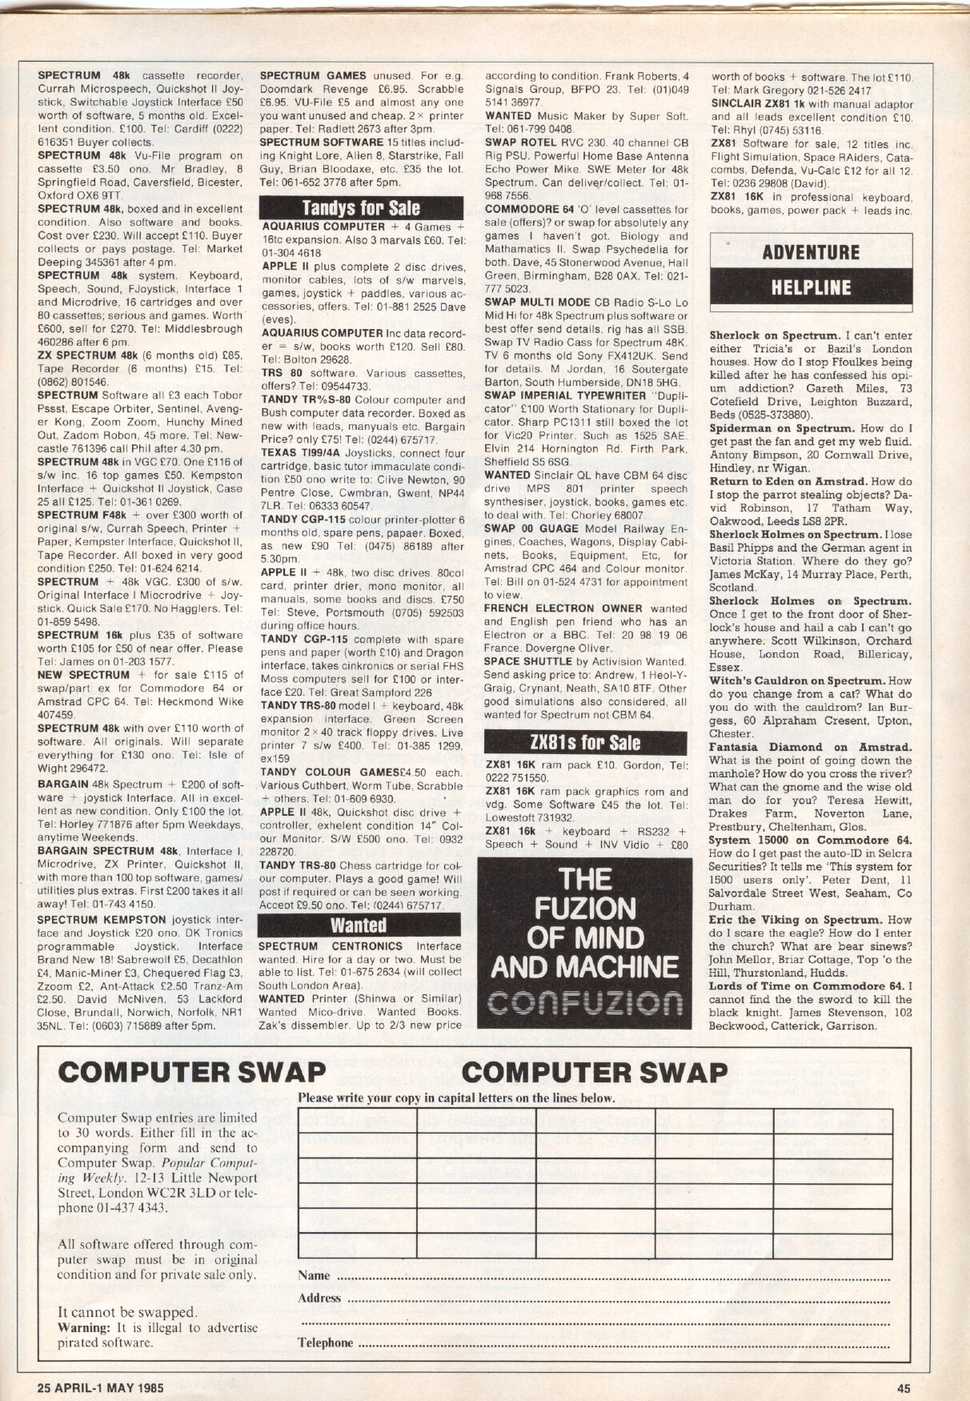 SPECTRUM 48k cassette recorder,
Currah Microspeech, Quickshot II Joy-
stick, Switchable Joystick Interface £50
worth of software, 5 months old. Excel-
lent condition. £100. Tel: Cardiff (0222)
616351 Buyer collects.
SPECTRUM 48k Vu-File program on
cassette £3.50 ono. Mr Bradley, 8
Springfield Road, Caversfield, Bicester,
Oxford OX6 9TT.
SPECTRUM 48k, boxed and in excellent
condition. Also software and books.
Cost over £230. Will accept £110. Buyer
collects or pays postage. Tel: Market
Deeping 345361 after 4 pm.
SPECTRUM 48k system. Keyboard,
Speech, Sound, FJoystick, Interface 1
and Microdrive, 16 cartridges and over
80 cassettes; serious and games. Worth
£600, sell for £270. Tel: Middlesbrough
460286 after 6 pm.
ZX SPECTRUM 48k (6 months old) £85.
Tape Recorder (6 months) £15. Tel:
(0862) 801546.
SPECTRUM Software all £3 each Tobor
Pssst, Escape Orbiter, Sentinel, Aveng-
er Kong, Zoom Zoom, Hunchy Mined
Out, Zadom Robon, 45 more. Tel: New-
castle 761396 call Phil after 4.30 pm.
SPECTRUM 48k in VGC £70. One £116 of
s/w inc. 16 top games £50. Kempston
Interface + Quickshot II Joystick, Case
25 all £125. Tel: 01-361 0269.
SPECTRUM F48k + over £300 worth of
original s/w, Currah Speech, Printer +
Paper, Kempster Interface, Quickshot II,
Tape Recorder. All boxed in very good
condition £250. Tel: 01-624 6214.
SPECTRUM + 48k VGC. £300 of s/w.
Original Interface I Miocrodrive + Joy-
stick. Quick Sale £170. No Hagglers. Tel:
01-859 5498.
SPECTRUM 16k plus £35 of software
worth £105 for £50 of near offer. Please
Tel: James on 01-203 1577.
NEW SPECTRUM + for sale £115 of
swap/part ex for Commodore 64 or
Amstrad CPC 64. Tel: Heckmond Wike
407459.
SPECTRUM 48k with over £110 worth of
software. All originals. Will separate
everything for £130 ono. Tel: Isle of
Wight 296472.
BARGAIN 48k Spectrum + £200 of soft-
ware + joystick Interface. All in excel-
lent as new condition. Only £100 the lot.
Tel: Horley 771876 after 5pm Weekdays,
anytime Weekends.
BARGAIN SPECTRUM 48k, Interface I,
Microdrive, ZX Printer, Quickshot II,
with more than 100 top software, games/
utilities plus extras. First £200 takes it all
away! Tel: 01-743 4150.
SPECTRUM KEMPSTON joystick inter-
face and Joystick £20 ono. DK Tronics
programmable Joystick. Interface
Brand New 18! Sabrewolf £5, Decathlon
£4, Manic-Miner £3, Chequered Flag £3,
Zzoom £2, Ant-Attack £2.50 Tranz-Am
£2.50. David McNiven, 53 Lackford
Close, Brundall, Norwich, Norfolk, NR1
35NL. Tel: (0603) 715889 after 5pm.
SPECTRUM GAMES unused. For e.g.
Doomdark Revenge £6.95. Scrabble
£6.95. VU-File £5 and almost any one
you want unused and cheap. 2× printer
paper. Tel: Radlett 2673 after 3pm.
SPECTRUM SOFTWARE 15 titles includ-
ing Knight Lore, Alien 8, Starstrike, Fall
Guy, Brian Bloodaxe, etc. £35 the lot.
Tel: 061-652 3778 after 5pm.
Tandys for Sale
AQUARIUS COMPUTER + 4 Games +
16tc expansion. Also 3 marvals £60. Tel:
01-304 4618
APPLE II plus complete 2 disc drives,
monitor cables, lots of s/w marvels,
games, joystick + paddles, various ac-
cessories, offers. Tel: 01-881 2525 Dave
(eves).
AQUARIUS COMPUTER Inc data record-
er = s/w, books worth £120. Sell £80.
Tel: Bolton 29628.
TRS 80 software. Various cassettes,
offers? Tel: 09544733.
TANDY TR%S-80 Colour computer and
Bush computer data recorder. Boxed as
new with leads, manyuals etc. Bargain
Price? only £75! Tel: (0244) 675717.
TEXAS TI99/4A Joysticks, connect four
cartridge, basic tutor immaculate condi-
tion £50 ono write to: Clive Newton, 90
Pentre Close, Cwmbran, Gwent, NP44
7LR. Tel: 06333 60547.
TANDY CGP-115 colour printer-plotter 6
months old, spare pens, papaer. Boxed,
as new £90 Tel: (0475) 86189 after
5.30pm.
APPLE II + 48k, two disc drives. 80col
card, printer drier, mono monitor, all
manuals, some books and discs. £750
Tel: Steve, Portsmouth (0705) 592503
during office hours.
TANDY CGP-115 complete with spare
pens and paper (worth £10) and Dragon
interface, takes cinkronics or serial FHS
Moss computers sell for £100 or inter-
face £20. Tel: Great Sampford 226
TANDY TRS-80 model I + keyboard, 48k
expansion interface. Green Screen
monitor 2×40 track floppy drives. Live
printer 7 s/w £400. Tel: 01-385 1299,
ex159
TANDY COLOUR GAMES£4.50 each.
Various Cuthbert, Worm Tube, Scrabble
+ others. Tel: 01-609 6930.
APPLE II 48k, Quickshot disc drive +
controller, exhelent condition 14" Col-
our Monitor. S/W £500 ono. Tel: 0932
228720.
TANDY TRS-80 Chess cartridge for col-
our computer. Plays a good game! Will
post if required or can be seen working.
Accept £9.50 ono. Tel; (0244) 675717.
Wanted
SPECTRUM CENTRONICS Interface
wanted. Hire for a day or two. Must be
able to list. Tel: 01-675 2634 (will collect
South London Area).
WANTED Printer (Shinwa or Similar)
Wanted Mico-drive. Wanted Books.
Zak's dissembler. Up to 2/3 new price
according to condition. Frank Roberts, 4
Signals Group, BFPO 23. Tel: (01)049
5141 36977.
WANTED Music Maker by Super Soft.
Tel: 061-799 0408.
SWAP ROTEL RVC 230. 40 channel CB
Rig PSU. Powerful Home Base Antenna
Echo Power Mike. SWE Meter for 48k
Spectrum. Can deliver/collect. Tel: 01-
968 7556.
COMMODORE 64 'O' level cassettes for
sale (offers)? or swap for absolutely any
games I haven't got. Biology and
Mathamatics II. Swap Psychedelia for
both. Dave, 45 Stonerwood Avenue, Hall
Green, Birmingham, B28 0AX. Tel: 021-
777 5023.
SWAP MULTI MODE CB Radio S-Lo Lo
Mid Hi for 48k Spectrum plus software or
best offer send details. rig has all SSB.
Swap TV Radio Cass for Spectrum 48K.
TV 6 months old Sony FX412UK. Send
for details. M Jordan, 16 Soutergate
Barton, South Humberside, DN18 5HG.
SWAP IMPERIAL TYPEWRITER "Dupli-
cator" £100 Worth Stationary for Dupli-
cator. Sharp PC1311 still boxed the lot
for Vic20 Printer. Such as 1525 SAE.
Elvin 214 Hornington Rd. Firth Park,
Sheffield S5 6SG.
WANTED Sinclair QL have CBM 64 disc
drive MPS 801 printer speech
synthesiser, joystick, books, games etc.
to deal with. Tel: Chorley 68007.
SWAP 00 GUAGE Model Railway En-
gines, Coaches, Wagons, Display Cabi-
nets, Books, Equipment, Etc, for
Amstrad CPC 464 and Colour monitor.
Tel: Bill on 01-524 4731 for appointment
to view.
FRENCH ELECTRON OWNER wanted
and English pen friend who has an
Electron or a BBC. Tel: 20 98 19 06
France. Dovergne Oliver.
SPACE SHUTTLE by Activision Wanted.
Send asking price to: Andrew, 1 Heol-Y-
Graig, Crynant, Neath, SA10 8TF. Other
good simulations also considered, all
wanted for Spectrum not CBM 64.
ZX81s for Sale
ZX81 16K ram pack £10. Gordon, Tel:
0222 751550.
ZX81 16K ram pack graphics rom and
vdg. Some Software £45 the lot. Tel:
Lowestoft 731932.
ZX81 16k + keyboard + RS232 +
Speech + Sound + INV Vidio + £80
THE
FUZION
OF MIND
AND MACHINE
CONFUZION
worth of books + software. The lot £110.
Tel: Mark Gregory 021-526 2417
SINCLAIR ZX81 1k with manual adaptor
and all leads excellent condition £10.
Tel: Rhyl (0745) 53116.
ZX81 Software for sale, 12 titles inc.
Flight Simulation, Space RAiders, Cata-
combs, Defenda, Vu-Calc £12 for all 12.
Tel: 0236 29808 (David).
ZX81 16K in professional keyboard,
books, games, power pack + leads inc.
ADVENTURE
HELPLINE
Sherlock on Spectrum. I can't enter
either Tricia's or Bazil's London
houses. How do I stop Ffoulkes being
killed after he has confessed his opi-
um addiction? Gareth Miles, 73
Cotefield Drive, Leighton Buzzard,
Beds (0525-373880).
Spiderman on Spectrum. How do I
get past the fan and get my web fluid.
Antony Bimpson, 20 Cornwall Drive,
Hindley, nr Wigan.
Return to Eden on Amstrad. How do
I stop the parrot stealing objects? Da-
vid Robinson, 17 Tatham Way,
Oakwood, Leeds LS8 2PR.
Sherlock Holmes on Spectrum. I lose
Basil Phipps and the German agent in
Victoria Station. Where do they go?
James McKay, 14 Murray Place, Perth,
Scotland.
Sherlock Holmes on Spectrum.
Once I get to the front door of Sher-
lock's house and hail a cab I can't go
anywhere. Scott Wilkinson, Orchard
House, London Road, Billericay,
Essex.
Witch's Cauldron on Spectrum. How
do you change from a cat? What do
you do with the cauldrom? Ian Bur-
gess, 60 Alpraham Cresent, Upton,
Chester.
Fantasia Diamond on Amstrad.
What is the point of going down the
manhole? How do you cross the river?
What can the gnome and the wise old
man do for you? Teresa Hewitt,
Drakes Farm, Noverton Lane,
Prestbury, Cheltenham, Glos.
System 15000 on Commodore 64.
How do I get past the auto-ID in Selcra
Securities? It tells me 'This system for
1500 users only'. Peter Dent, 11
Salvordale Street West, Seaham, Co
Durham.
Eric the Viking on Spectrum. How
do I scare the eagle? How do I enter
the church? What are bear sinews?
John Mellor, Briar Cottage, Top 'o the
Hill, Thurstonland, Hudds.
Lords of Time on Commodore 64. I
cannot find the the sword to kill the
black knight. James Stevenson, 102
Beckwood, Catterick, Garrison.
COMPUTER SWAP COMPUTER SWAP
Please write your copy in capital letters on the lines below.
Computer Swap entries are limited
to 30 words. Either fill in the ac-
companying form and send to
Computer Swap. Popular Comput-
ing Weekly. 12-13 Little Newport
Street, London WC2R 3LD or tele-
phone 01-437 4343.
All software offered through com-
puter swap must be in original
condition and for private sale only.
It cannot be swapped.
Warning: It is illegal to advertise
pirated software.
Name
Address
Telephone
25 APRIL-1 MAY 1985
45